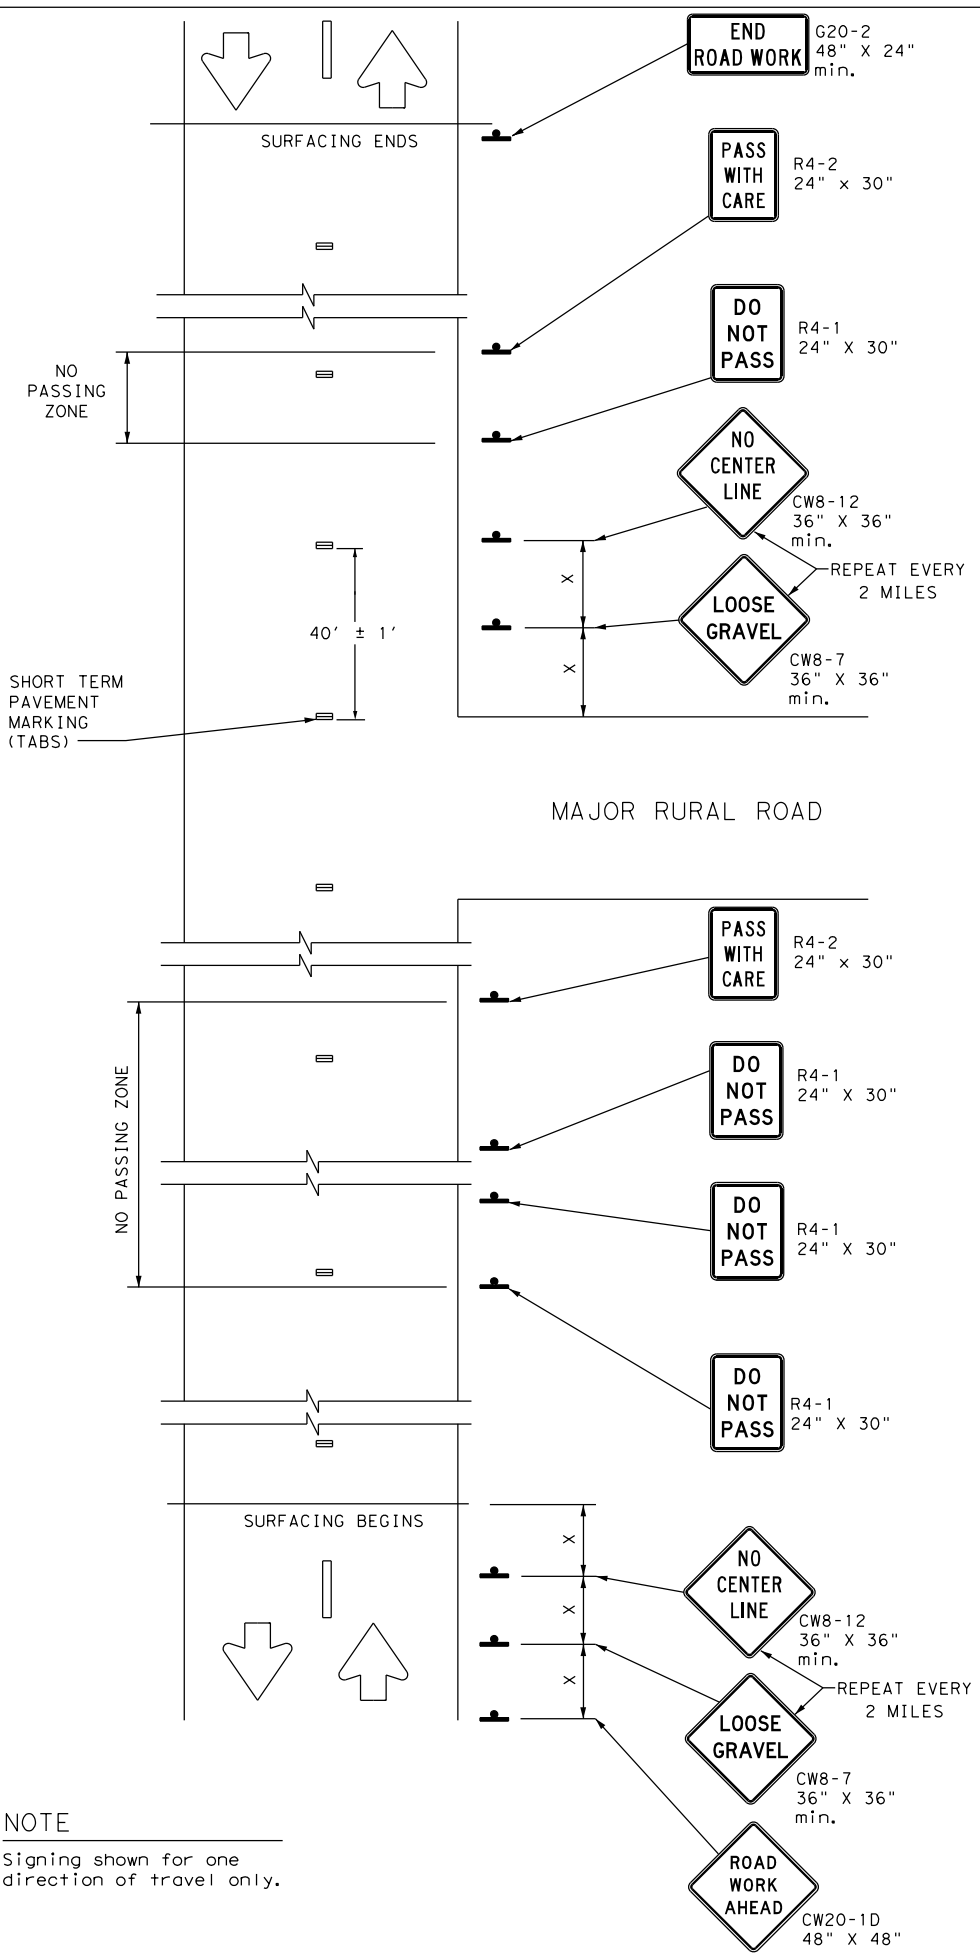 END
ROAD WORK
G20-2
48" X 24"
min.
SURFACING ENDS
PASS
WITH
CARE
R4-2
24" x 30"
DO
NOT
PASS
R4-1
24" X 30"
NO
PASSING
ZONE
NO
CENTER
LINE
CW8-12
36" X 36"
min.
X
REPEAT EVERY
2 MILES
LOOSE
GRAVEL
40' ± 1'
X
CW8-7
36" X 36"
min.
SHORT TERM
PAVEMENT
MARKING
(TABS)
MAJOR RURAL ROAD
PASS
WITH
CARE
R4-2
24" x 30"
DO
NOT
PASS
R4-1
24" X 30"
NO PASSING ZONE
DO
NOT
PASS
R4-1
24" X 30"
DO
NOT
PASS
R4-1
24" X 30"
SURFACING BEGINS
X
NO
CENTER
LINE
X
CW8-12
36" X 36"
min.
X
REPEAT EVERY
2 MILES
LOOSE
GRAVEL
CW8-7
36" X 36"
min.
NOTE
Signing shown for one
direction of travel only.
ROAD
WORK
AHEAD
CW20-1D
48" X 48"